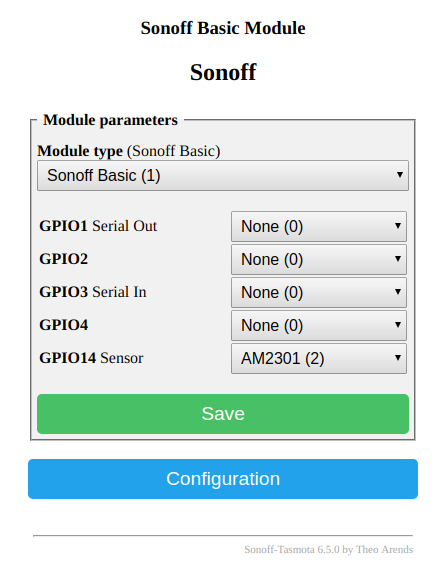 Sonoff Basic Module
Sonoff
Module parameters
Module type (Sonoff Basic)
Sonoff Basic (1)
GPIO1 Serial Out None (0)
GPIO2 None (0)
GPIO3 Serial In None (0)
GPIO4 None (0)
GPIO14 Sensor AM2301 (2)
Save
Configuration
Sonoff-Tasmota 6.5.0 by Theo Arends